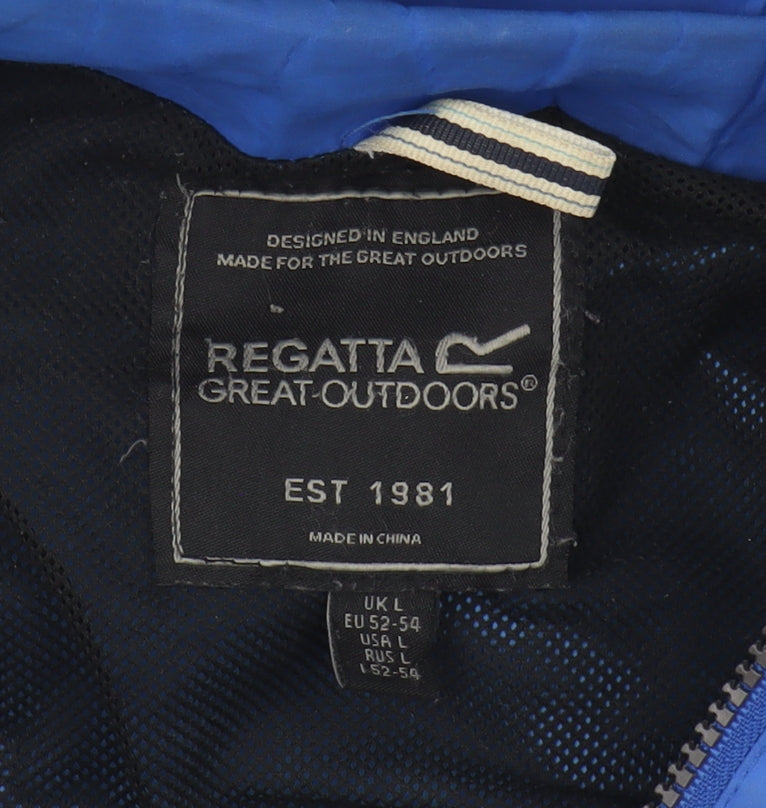 DESIGNED IN ENGLAND
MADE FOR THE GREAT OUTDOORS
REGATTA R
GREAT OUTDOORS®
EST 1981
MADE IN CHINA
UK L
EU 52-54
USA L
RUS L
I 52-54